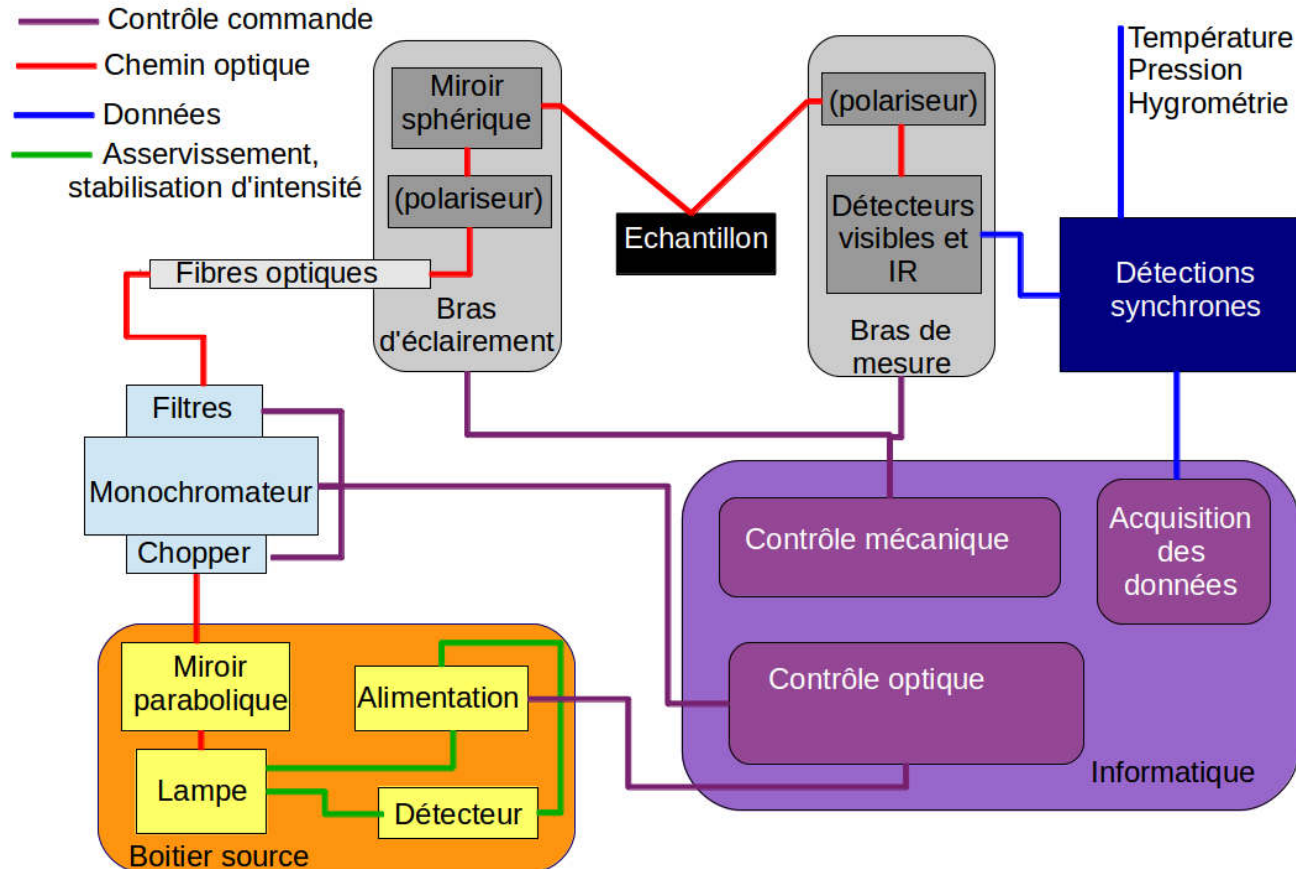 Contrôle commande
Chemin optique
Données
Asservissement,
stabilisation d'intensité
Miroir
sphérique
(polariseur)
Fibres optiques
Bras
d'éclairement
Echantillon
(polariseur)
Détecteurs
visibles et
IR
Bras de
mesure
Température
Pression
Hygrométrie
Détections
synchrones
Filtres
Monochromateur
Chopper
Miroir
parabolique
Alimentation
Lampe
Détecteur
Boitier source
Contrôle mécanique
Acquisition
des
données
Contrôle optique
Informatique